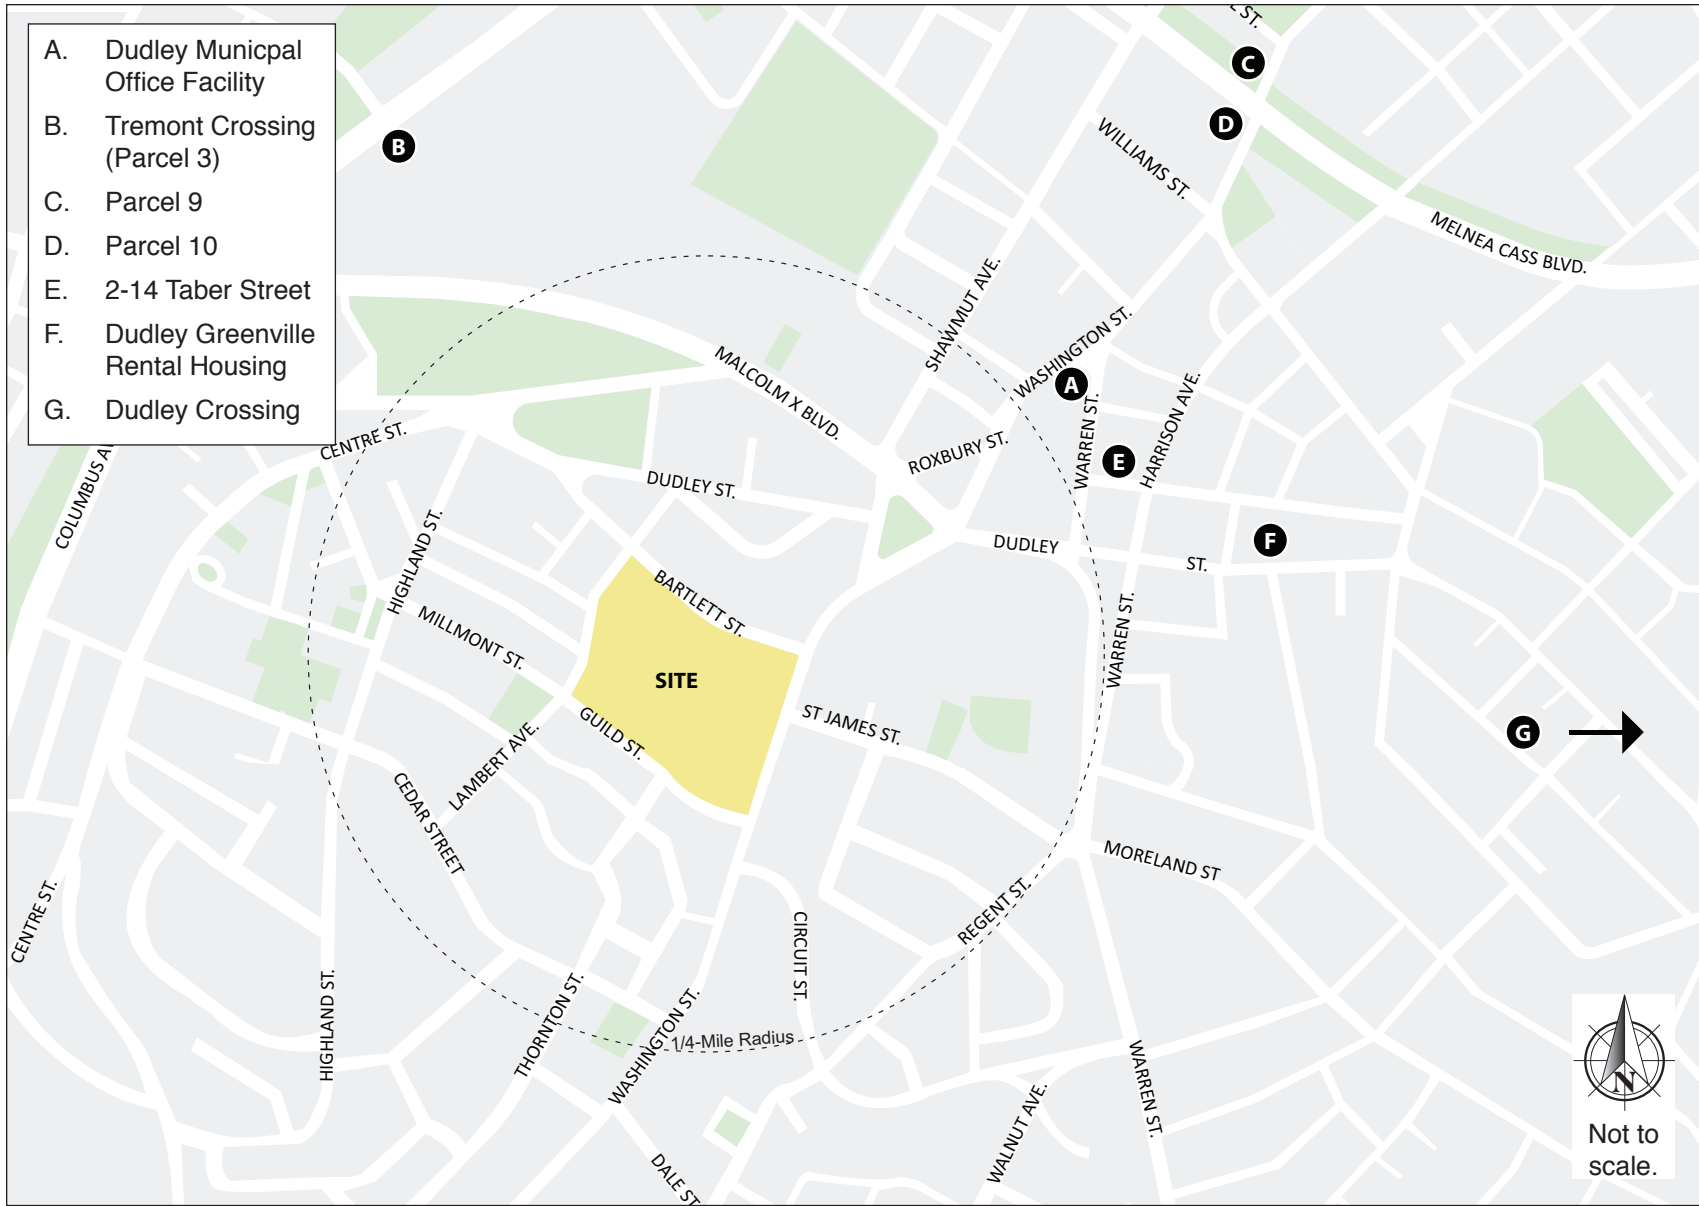 A. Dudley Municpal
Office Facility
B. Tremont Crossing
(Parcel 3)
C. Parcel 9
D. Parcel 10
E. 2-14 Taber Street
F. Dudley Greenville
Rental Housing
G. Dudley Crossing
E ST.
C
D
B
WILLIAMS ST.
MELNEA CASS BLVD.
SHAWMUT AVE.
WASHINGTON ST.
A
MALCOLM X BLVD.
WARREN ST.
HARRISON AVE.
CENTRE ST.
ROXBURY ST.
E
COLUMBUS A
DUDLEY ST.
HIGHLAND ST.
DUDLEY
ST.
F
BARTLETT ST.
MILLMONT ST.
WARREN ST.
SITE
GUILD ST.
ST JAMES ST.
G
LAMBERT AVE.
CEDAR STREET
MORELAND ST
CENTRE ST.
REGENT ST.
CIRCUIT ST.
HIGHLAND ST.
THORNTON ST.
WASHINGTON ST.
1/4-Mile Radius
WARREN ST.
WALNUT AVE.
DALE ST
N
Not to
scale.